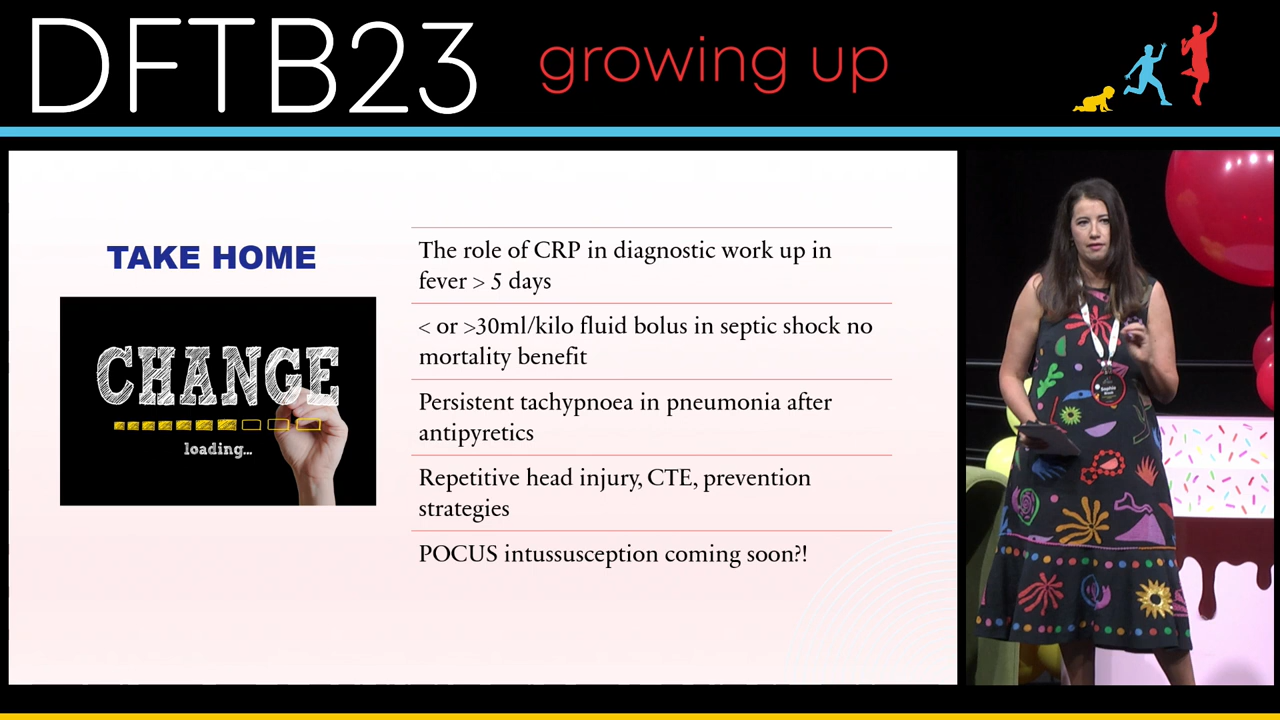 DFTB23
growing up
TAKE HOME
CHANGE
loading...
The role of CRP in diagnostic work up in
fever > 5 days
< or >30ml/kilo fluid bolus in septic shock no
mortality benefit
Persistent tachypnoea in pneumonia after
antipyretics
Repetitive head injury, CTE, prevention
strategies
POCUS intussusception coming soon?!